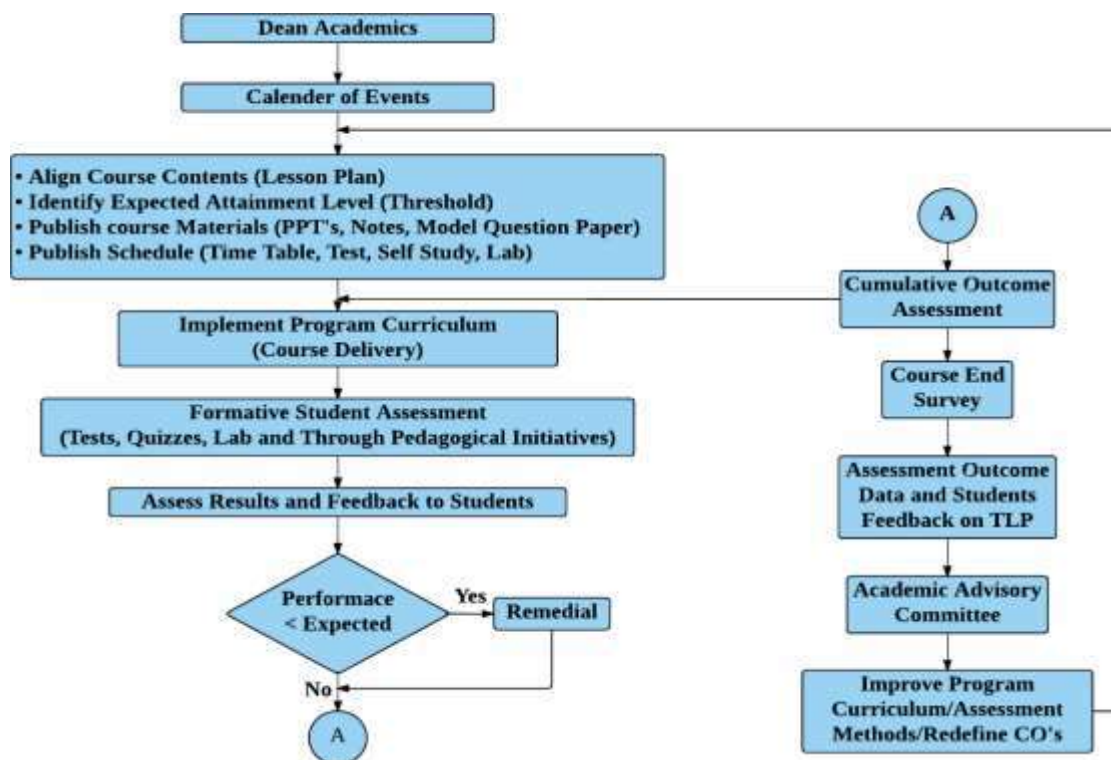 Dean Academics
Calender of Events
• Align Course Contents (Lesson Plan)
• Identify Expected Attainment Level (Threshold)
• Publish course Materials (PPT's, Notes, Model Question Paper)
• Publish Schedule (Time Table, Test, Self Study, Lab)
Implement Program Curriculum
(Course Delivery)
Formative Student Assessment
(Tests, Quizzes, Lab and Through Pedagogical Initiatives)
Assess Results and Feedback to Students
Performace
< Expected
Yes
Remedial
No
A
A
Cumulative Outcome
Assessment
Course End
Survey
Assessment Outcome
Data and Students
Feedback on TLP
Academic Advisory
Committee
Improve Program
Curriculum/Assessment
Methods/Redefine CO's